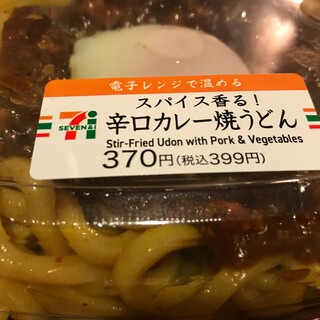 電子レンジで温める
スパイス香る!
辛口カレー焼うどん
Stir-Fried Udon with Pork & Vegetables
370円(税込399円)
7
SEVEN&i